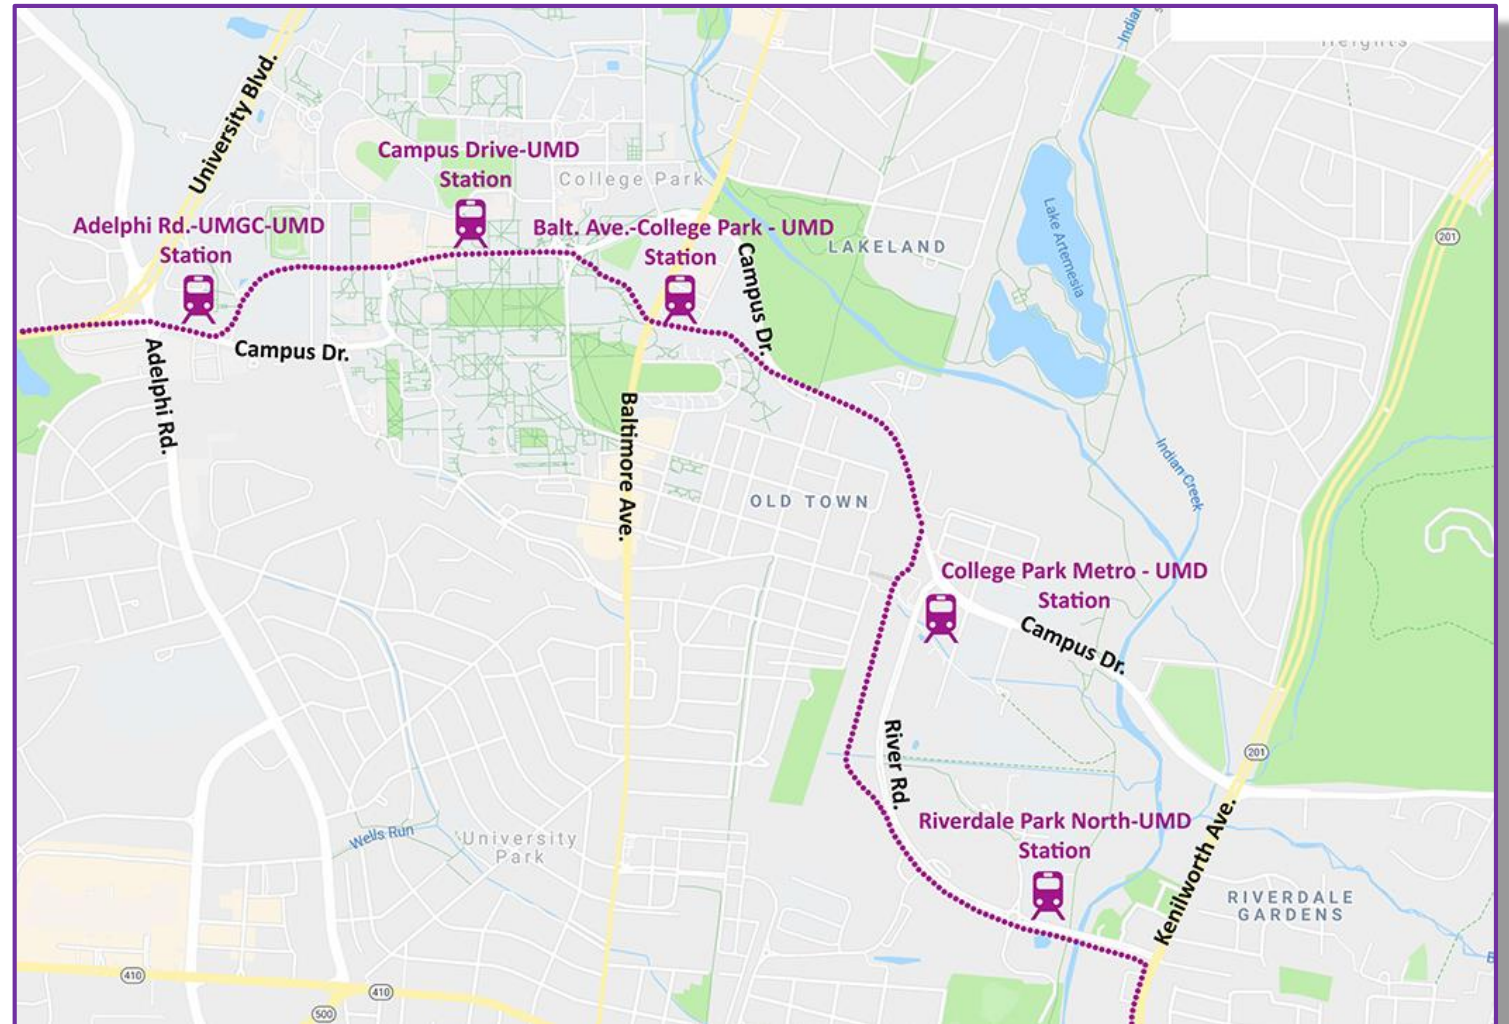 Indian
Heights
University Blvd.
Campus Drive-UMD
Station
College Park
Adelphi Rd.-UMGC-UMD
Station
Balt. Ave.-College Park - UMD
Station
LAKELAND
Lake Artemesia
201
Campus Dr.
Campus Dr.
Adelphi Rd.
Baltimore Ave.
Indian Creek
OLD TOWN
College Park Metro - UMD
Station
Campus Dr.
River Rd.
201
Riverdale Park North-UMD
Station
Kenilworth Ave.
Wells Run
University
Park
RIVERDALE
GARDENS
410
410
500